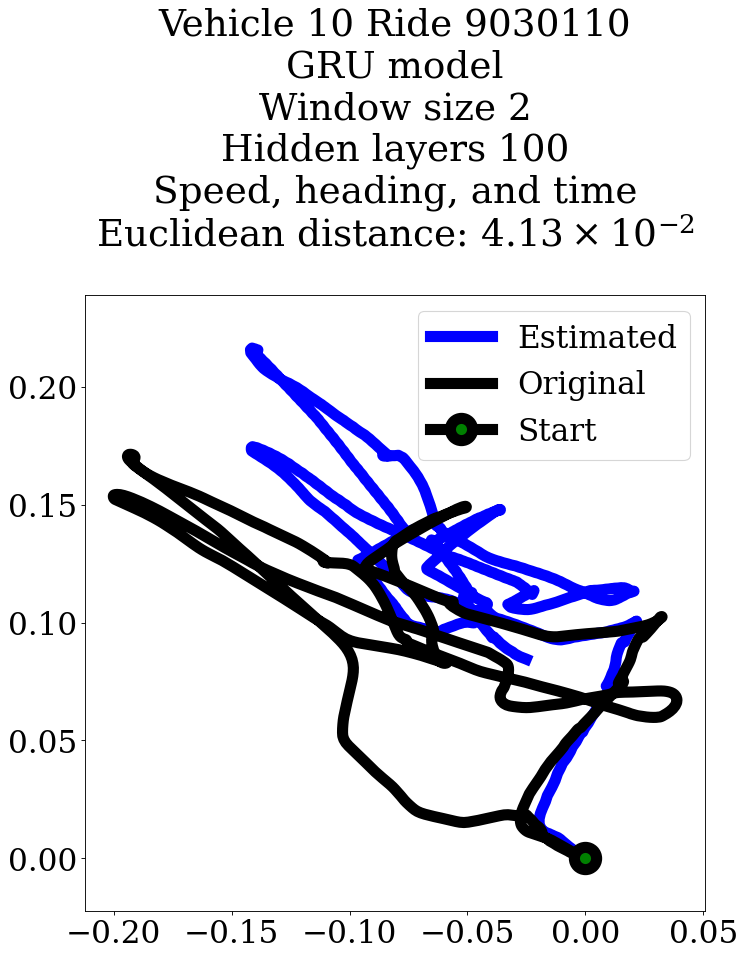 Vehicle 10 Ride 9030110
GRU model
Window size 2
Hidden layers 100
Speed, heading, and time
Euclidean distance: 4.13 × 10⁻²
Estimated
Original
Start
0.20
0.15
0.10
0.05
0.00
−0.20 −0.15 −0.10 −0.05 0.00 0.05